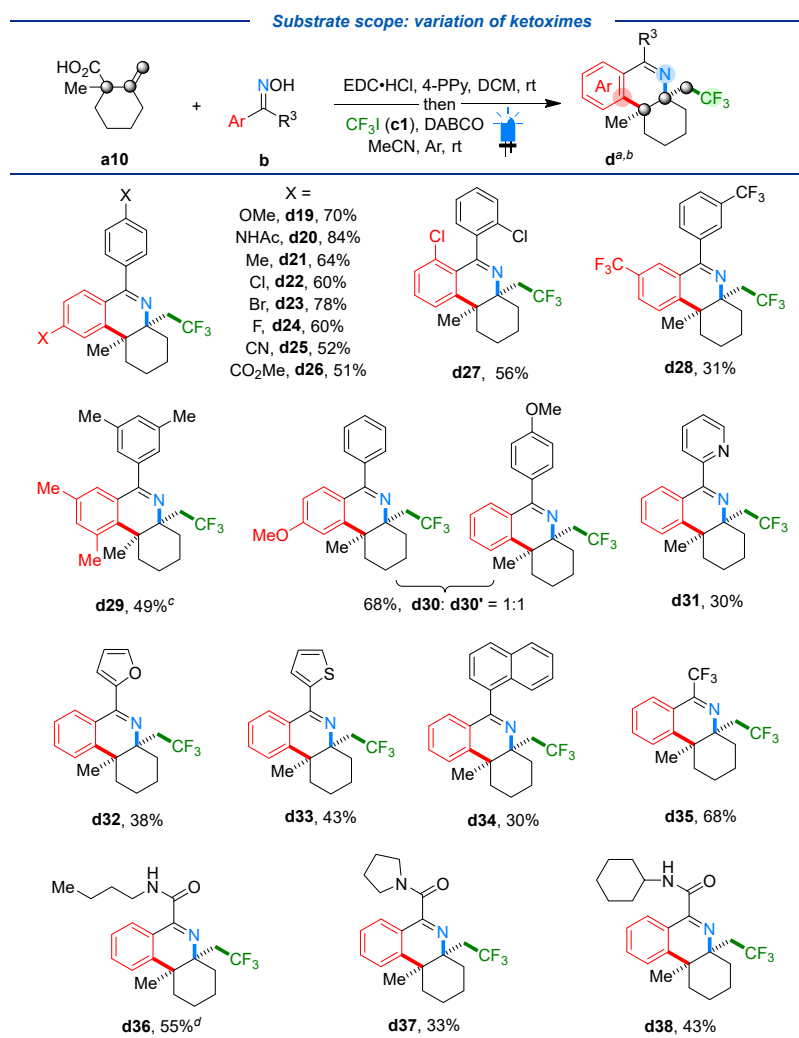 Substrate scope: variation of ketoximes
HO₂C
Me
a10
+
NOH
Ar
R³
b
EDC•HCl, 4-PPy, DCM, rt
then
CF₃I (c1), DABCO
MeCN, Ar, rt
R³
N
Ar
CF₃
Me
dᵃ,ᵇ
X
X
N
CF₃
Me
X =
OMe, d19, 70%
NHAc, d20, 84%
Me, d21, 64%
Cl, d22, 60%
Br, d23, 78%
F, d24, 60%
CN, d25, 52%
CO₂Me, d26, 51%
Cl
Cl
N
CF₃
Me
d27, 56%
CF₃
F₃C
N
CF₃
Me
d28, 31%
Me
Me
Me
N
CF₃
Me
Me
d29, 49%ᶜ
N
CF₃
MeO
Me
OMe
N
CF₃
Me
68%, d30: d30' = 1:1
N
N
CF₃
Me
d31, 30%
O
N
CF₃
Me
d32, 38%
S
N
CF₃
Me
d33, 43%
N
CF₃
Me
d34, 30%
CF₃
N
CF₃
Me
d35, 68%
Me
H
N
O
N
CF₃
Me
d36, 55%ᵈ
N
O
N
CF₃
Me
d37, 33%
H
N
O
N
CF₃
Me
d38, 43%